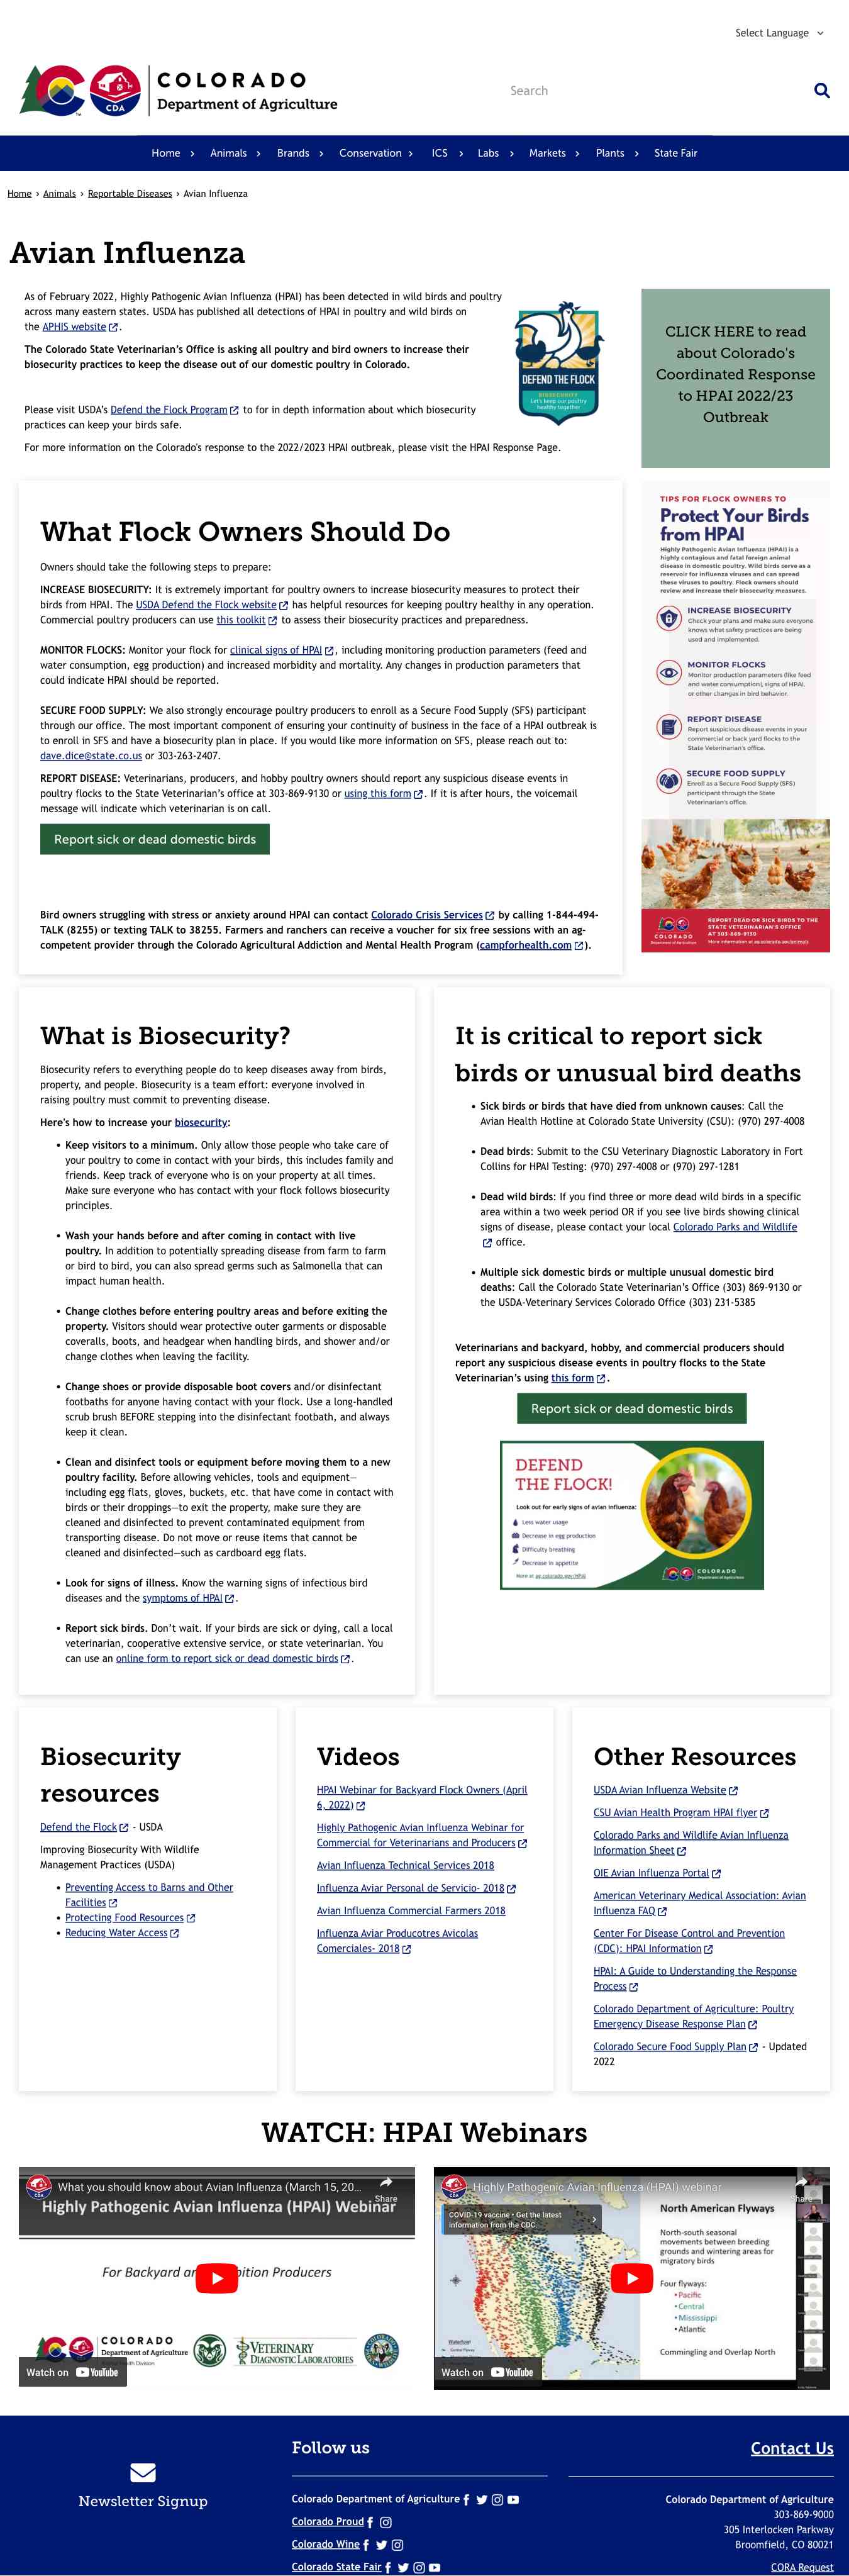 Select Language
COLORADO
Department of Agriculture
CDA
Search
Home
Animals
Brands
Conservation
ICS
Labs
Markets
Plants
State Fair
Home › Animals › Reportable Diseases › Avian Influenza
Avian Influenza
As of February 2022, Highly Pathogenic Avian Influenza (HPAI) has been detected in wild birds and poultry
across many eastern states. USDA has published all detections of HPAI in poultry and wild birds on
the APHIS website.
The Colorado State Veterinarian's Office is asking all poultry and bird owners to increase their
biosecurity practices to keep the disease out of our domestic poultry in Colorado.
Please visit USDA's Defend the Flock Program to for in depth information about which biosecurity
practices can keep your birds safe.
For more information on the Colorado's response to the 2022/2023 HPAI outbreak, please visit the HPAI Response Page.
DEFEND THE FLOCK
BIOSECURITY
Let's keep our poultry
healthy together
CLICK HERE to read
about Colorado's
Coordinated Response
to HPAI 2022/23
Outbreak
What Flock Owners Should Do
Owners should take the following steps to prepare:
INCREASE BIOSECURITY: It is extremely important for poultry owners to increase biosecurity measures to protect their
birds from HPAI. The USDA Defend the Flock website has helpful resources for keeping poultry healthy in any operation.
Commercial poultry producers can use this toolkit to assess their biosecurity practices and preparedness.
MONITOR FLOCKS: Monitor your flock for clinical signs of HPAI, including monitoring production parameters (feed and
water consumption, egg production) and increased morbidity and mortality. Any changes in production parameters that
could indicate HPAI should be reported.
SECURE FOOD SUPPLY: We also strongly encourage poultry producers to enroll as a Secure Food Supply (SFS) participant
through our office. The most important component of ensuring your continuity of business in the face of a HPAI outbreak is
to enroll in SFS and have a biosecurity plan in place. If you would like more information on SFS, please reach out to:
dave.dice@state.co.us or 303-263-2407.
REPORT DISEASE: Veterinarians, producers, and hobby poultry owners should report any suspicious disease events in
poultry flocks to the State Veterinarian's office at 303-869-9130 or using this form. If it is after hours, the voicemail
message will indicate which veterinarian is on call.
Report sick or dead domestic birds
Bird owners struggling with stress or anxiety around HPAI can contact Colorado Crisis Services by calling 1-844-494-
TALK (8255) or texting TALK to 38255. Farmers and ranchers can receive a voucher for six free sessions with an ag-
competent provider through the Colorado Agricultural Addiction and Mental Health Program (campforhealth.com).
TIPS FOR FLOCK OWNERS TO
Protect Your Birds
from HPAI
Highly Pathogenic Avian Influenza (HPAI) is a
highly contagious and fatal foreign animal
disease in domestic poultry. Wild birds serve as a
reservoir for influenza viruses and can spread
these viruses to poultry. Flock owners should
review and increase their biosecurity measures.
INCREASE BIOSECURITY
Check your plans and make sure everyone
knows what safety practices are being
used and implemented.
MONITOR FLOCKS
Monitor production parameters (like feed
and water consumption), signs of HPAI,
or other changes in bird behavior.
REPORT DISEASE
Report suspicious disease events in your
commercial or back yard flocks to the
State Veterinarian's office.
SECURE FOOD SUPPLY
Enroll as a Secure Food Supply (SFS)
participant through the State
Veterinarian's office.
COLORADO
Department of Agriculture
REPORT DEAD OR SICK BIRDS TO THE
STATE VETERINARIAN'S OFFICE
AT 303-869-9130
More information at ag.colorado.gov/animals
What is Biosecurity?
Biosecurity refers to everything people do to keep diseases away from birds,
property, and people. Biosecurity is a team effort: everyone involved in
raising poultry must commit to preventing disease.
Here's how to increase your biosecurity:
• Keep visitors to a minimum. Only allow those people who take care of
your poultry to come in contact with your birds, this includes family and
friends. Keep track of everyone who is on your property at all times.
Make sure everyone who has contact with your flock follows biosecurity
principles.
• Wash your hands before and after coming in contact with live
poultry. In addition to potentially spreading disease from farm to farm
or bird to bird, you can also spread germs such as Salmonella that can
impact human health.
• Change clothes before entering poultry areas and before exiting the
property. Visitors should wear protective outer garments or disposable
coveralls, boots, and headgear when handling birds, and shower and/or
change clothes when leaving the facility.
• Change shoes or provide disposable boot covers and/or disinfectant
footbaths for anyone having contact with your flock. Use a long-handled
scrub brush BEFORE stepping into the disinfectant footbath, and always
keep it clean.
• Clean and disinfect tools or equipment before moving them to a new
poultry facility. Before allowing vehicles, tools and equipment—
including egg flats, gloves, buckets, etc. that have come in contact with
birds or their droppings—to exit the property, make sure they are
cleaned and disinfected to prevent contaminated equipment from
transporting disease. Do not move or reuse items that cannot be
cleaned and disinfected—such as cardboard egg flats.
• Look for signs of illness. Know the warning signs of infectious bird
diseases and the symptoms of HPAI.
• Report sick birds. Don't wait. If your birds are sick or dying, call a local
veterinarian, cooperative extensive service, or state veterinarian. You
can use an online form to report sick or dead domestic birds.
It is critical to report sick
birds or unusual bird deaths
• Sick birds or birds that have died from unknown causes: Call the
Avian Health Hotline at Colorado State University (CSU): (970) 297-4008
• Dead birds: Submit to the CSU Veterinary Diagnostic Laboratory in Fort
Collins for HPAI Testing: (970) 297-4008 or (970) 297-1281
• Dead wild birds: If you find three or more dead wild birds in a specific
area within a two week period OR if you see live birds showing clinical
signs of disease, please contact your local Colorado Parks and Wildlife
office.
• Multiple sick domestic birds or multiple unusual domestic bird
deaths: Call the Colorado State Veterinarian's Office (303) 869-9130 or
the USDA-Veterinary Services Colorado Office (303) 231-5385
Veterinarians and backyard, hobby, and commercial producers should
report any suspicious disease events in poultry flocks to the State
Veterinarian's using this form.
Report sick or dead domestic birds
DEFEND
THE FLOCK!
Look out for early signs of avian influenza:
Less water usage
Decrease in egg production
Difficulty breathing
Decrease in appetite
More at ag.colorado.gov/HPAI
COLORADO
Department of Agriculture
Biosecurity
resources
Defend the Flock - USDA
Improving Biosecurity With Wildlife
Management Practices (USDA)
• Preventing Access to Barns and Other
Facilities
• Protecting Food Resources
• Reducing Water Access
Videos
HPAI Webinar for Backyard Flock Owners (April
6, 2022)
Highly Pathogenic Avian Influenza Webinar for
Commercial for Veterinarians and Producers
Avian Influenza Technical Services 2018
Influenza Aviar Personal de Servicio- 2018
Avian Influenza Commercial Farmers 2018
Influenza Aviar Producotres Avicolas
Comerciales- 2018
Other Resources
USDA Avian Influenza Website
CSU Avian Health Program HPAI flyer
Colorado Parks and Wildlife Avian Influenza
Information Sheet
OIE Avian Influenza Portal
American Veterinary Medical Association: Avian
Influenza FAQ
Center For Disease Control and Prevention
(CDC): HPAI Information
HPAI: A Guide to Understanding the Response
Process
Colorado Department of Agriculture: Poultry
Emergency Disease Response Plan
Colorado Secure Food Supply Plan - Updated
2022
WATCH: HPAI Webinars
What you should know about Avian Influenza (March 15, 20...
Share
Highly Pathogenic Avian Influenza (HPAI) Webinar
COLORADO
Department of Agriculture
VETERINARY
DIAGNOSTIC LABORATORIES
Watch on YouTube
Highly Pathogenic Avian Influenza (HPAI) webinar
Share
COVID-19 vaccine • Get the latest
information from the CDC.
North American Flyways
North-south seasonal
movements between breeding
grounds and wintering areas for
migratory birds
Four flyways:
•Pacific
•Central
•Mississippi
•Atlantic
Commingling and Overlap North
Watch on YouTube
Newsletter Signup
Follow us
Colorado Department of Agriculture
Colorado Proud
Colorado Wine
Colorado State Fair
Contact Us
Colorado Department of Agriculture
303-869-9000
305 Interlocken Parkway
Broomfield, CO 80021
CORA Request